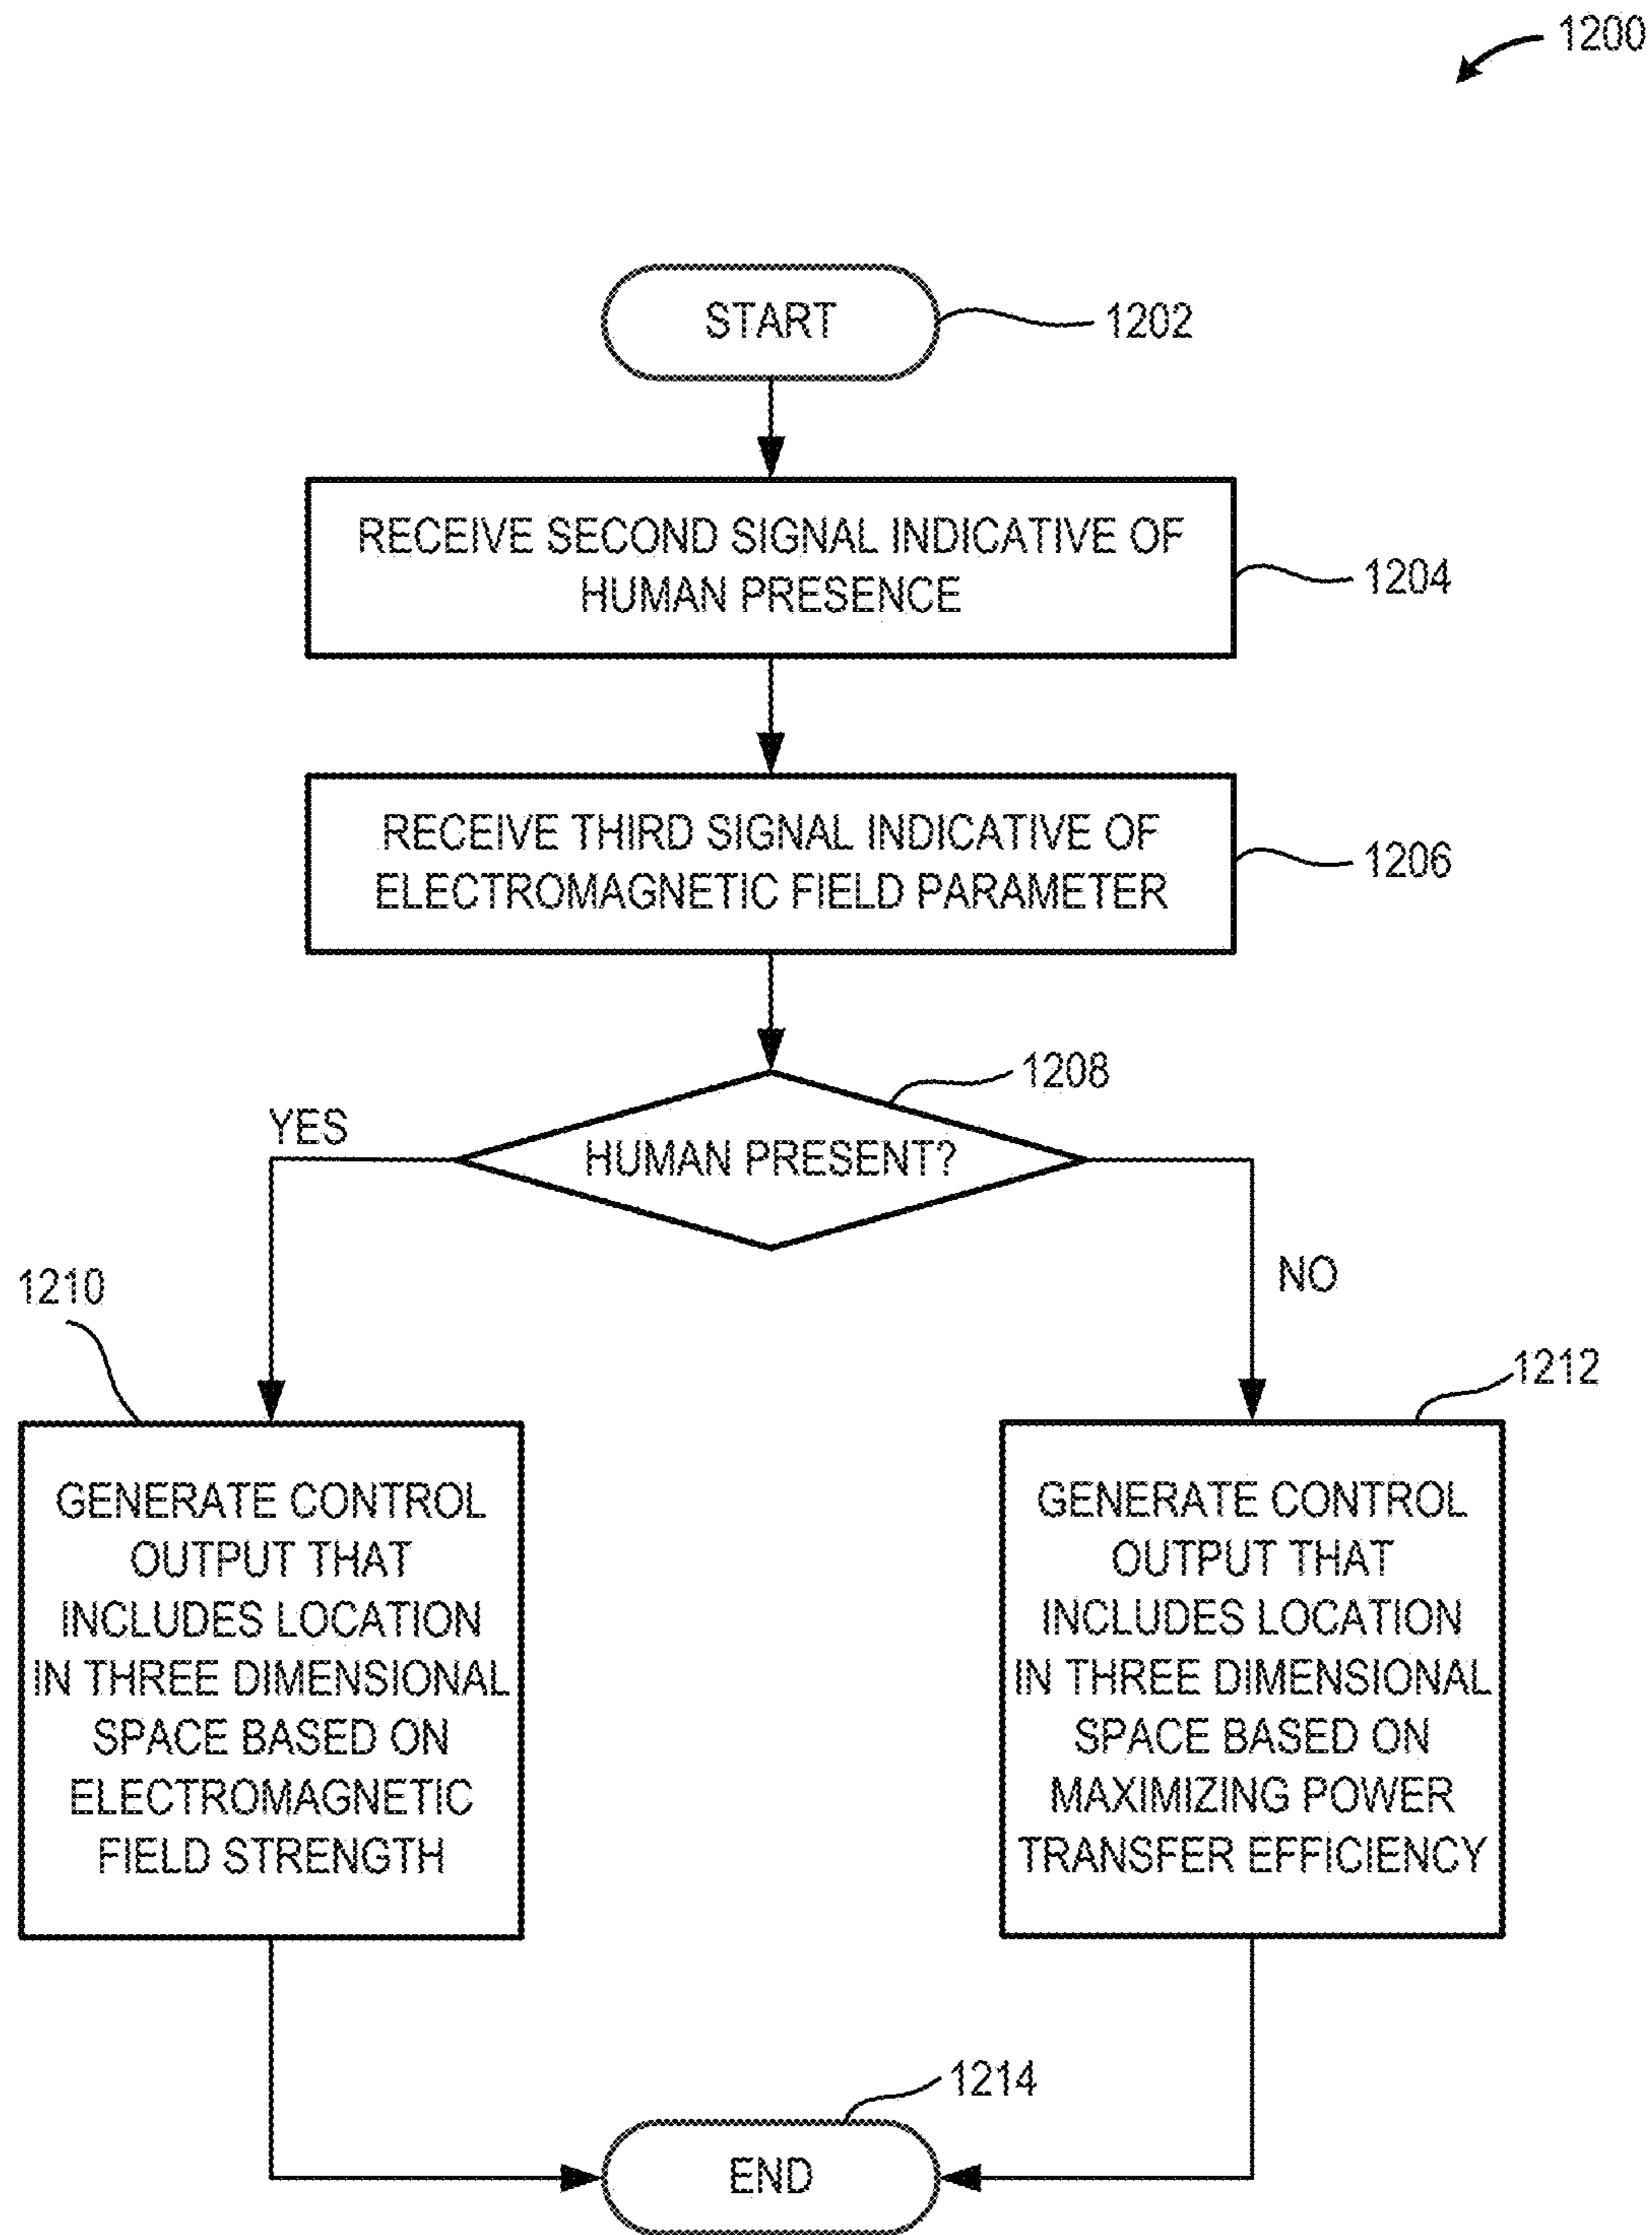 1200
START
1202
RECEIVE SECOND SIGNAL INDICATIVE OF
HUMAN PRESENCE
1204
RECEIVE THIRD SIGNAL INDICATIVE OF
ELECTROMAGNETIC FIELD PARAMETER
1206
1208
YES
HUMAN PRESENT?
NO
1210
1212
GENERATE CONTROL
OUTPUT THAT
INCLUDES LOCATION
IN THREE DIMENSIONAL
SPACE BASED ON
ELECTROMAGNETIC
FIELD STRENGTH
GENERATE CONTROL
OUTPUT THAT
INCLUDES LOCATION
IN THREE DIMENSIONAL
SPACE BASED ON
MAXIMIZING POWER
TRANSFER EFFICIENCY
1214
END